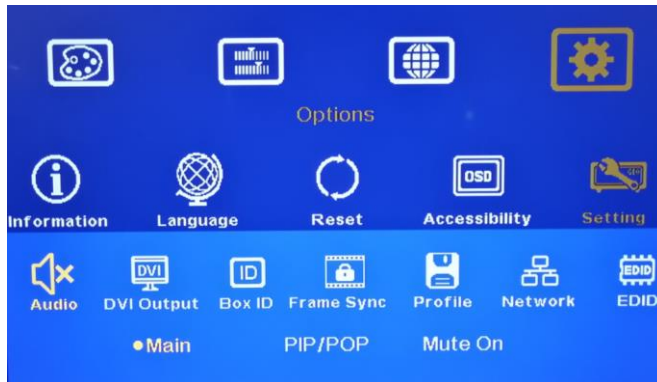 Options
OSD
Information Language Reset Accessibility Setting
DVI ID EDID
Audio DVI Output Box ID Frame Sync Profile Network EDID
Main PIP/POP Mute On